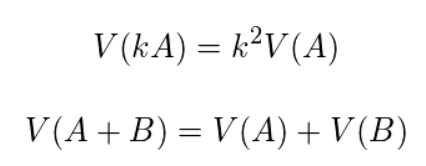 V(kA) = k²V(A)
V(A + B) = V(A) + V(B)